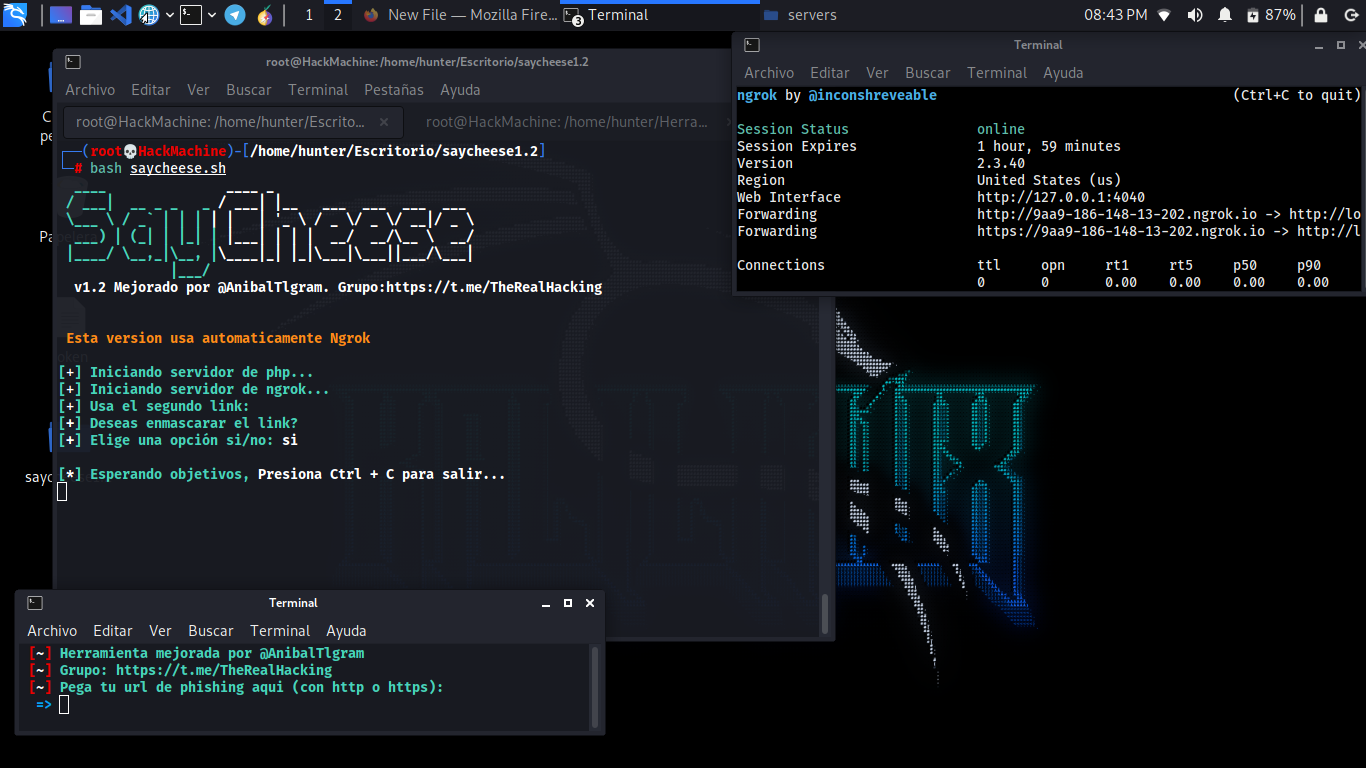 1 2 New File — Mozilla Fire... 3 Terminal servers 08:43 PM 87%
root@HackMachine: /home/hunter/Escritorio/saycheese1.2
Archivo Editar Ver Buscar Terminal Pestañas Ayuda
root@HackMachine: /home/hunter/Escrito... × root@HackMachine: /home/hunter/Herra...
(root💀HackMachine)-[/home/hunter/Escritorio/saycheese1.2]
# bash saycheese.sh
SayCheese
v1.2 Mejorado por @AnibalTlgram. Grupo:https://t.me/TheRealHacking
Esta version usa automaticamente Ngrok
[+] Iniciando servidor de php...
[+] Iniciando servidor de ngrok...
[+] Usa el segundo link:
[+] Deseas enmascarar el link?
[+] Elige una opción si/no: si
[*] Esperando objetivos, Presiona Ctrl + C para salir...
Terminal
Archivo Editar Ver Buscar Terminal Ayuda
ngrok by @inconshreveable (Ctrl+C to quit)
Session Status online
Session Expires 1 hour, 59 minutes
Version 2.3.40
Region United States (us)
Web Interface http://127.0.0.1:4040
Forwarding http://9aa9-186-148-13-202.ngrok.io -> http://lo
Forwarding https://9aa9-186-148-13-202.ngrok.io -> http://l
Connections ttl opn rt1 rt5 p50 p90
0 0 0.00 0.00 0.00 0.00
Terminal
Archivo Editar Ver Buscar Terminal Ayuda
[~] Herramienta mejorada por @AnibalTlgram
[~] Grupo: https://t.me/TheRealHacking
[~] Pega tu url de phishing aqui (con http o https):
=>